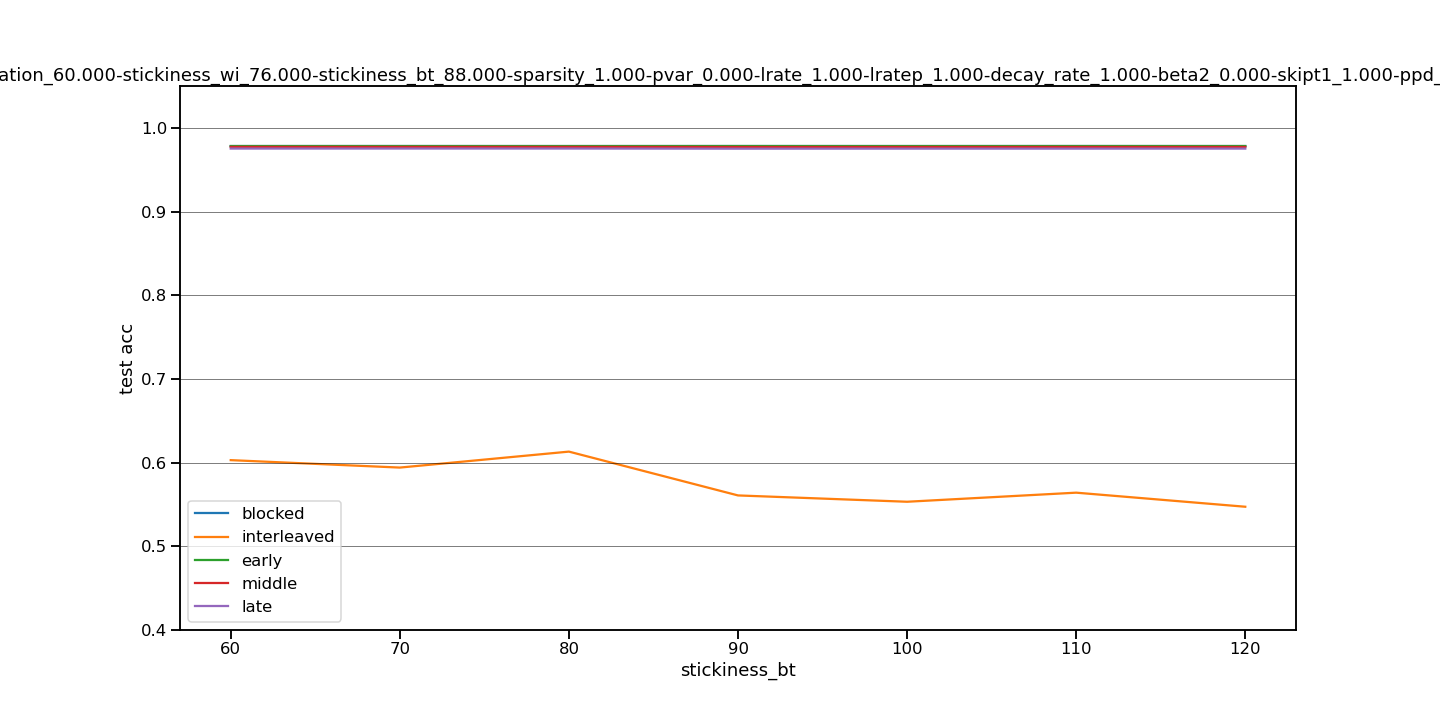 ation_60.000-stickiness_wi_76.000-stickiness_bt_88.000-sparsity_1.000-pvar_0.000-lrate_1.000-lratep_1.000-decay_rate_1.000-beta2_0.000-skipt1_1.000-ppd_
1.0
0.9
0.8
0.7
0.6
0.5
0.4
test acc
blocked
interleaved
early
middle
late
60 70 80 90 100 110 120
stickiness_bt